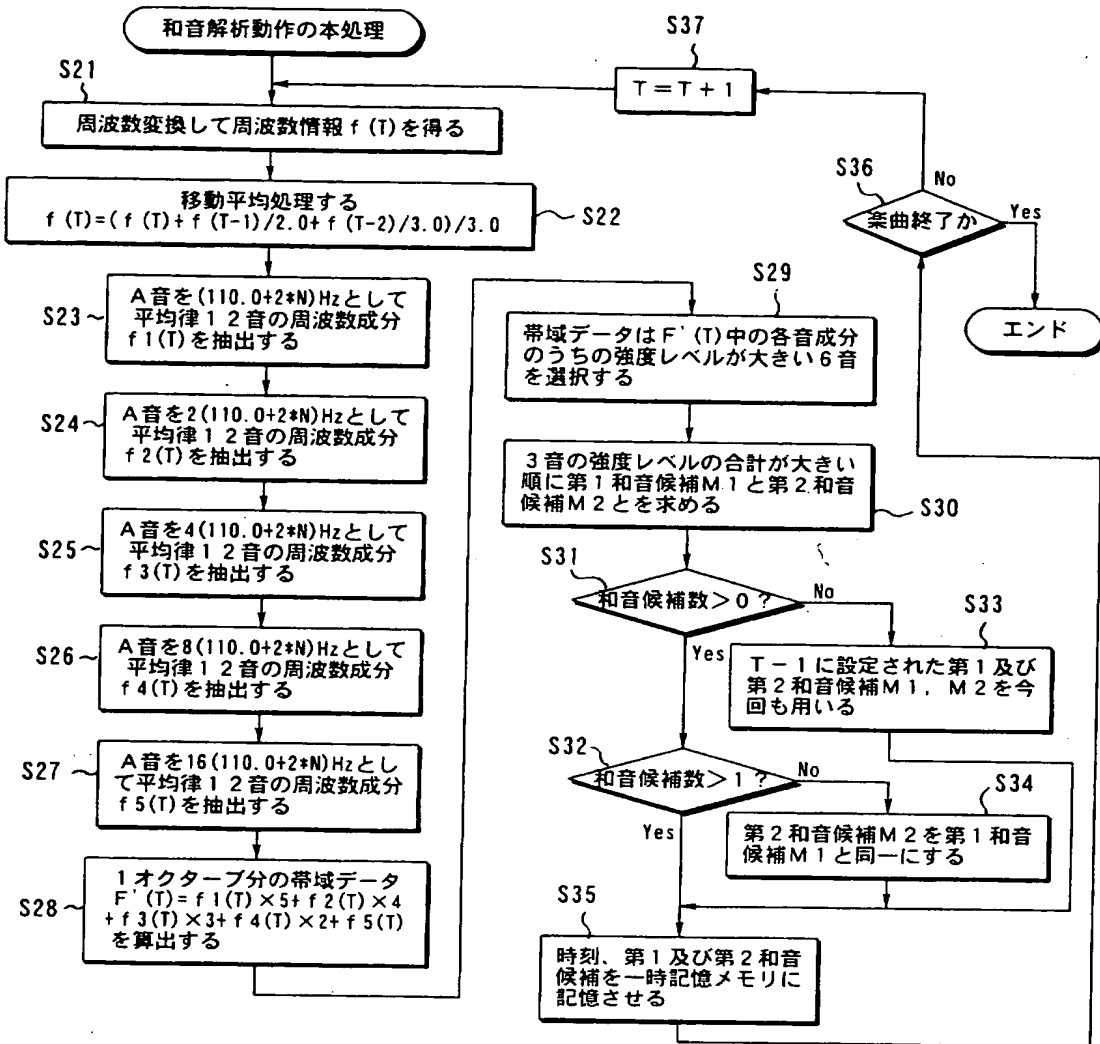 和音解析動作の本処理
S21
周波数変換して周波数情報f(T)を得る
移動平均処理する
f(T)=(f(T)+f(T-1)/2.0+f(T-2)/3.0)/3.0
S22
S23
A音を(110.0+2*N)Hzとして
平均律12音の周波数成分
f1(T)を抽出する
S24
A音を2(110.0+2*N)Hzとして
平均律12音の周波数成分
f2(T)を抽出する
S25
A音を4(110.0+2*N)Hzとして
平均律12音の周波数成分
f3(T)を抽出する
S26
A音を8(110.0+2*N)Hzとして
平均律12音の周波数成分
f4(T)を抽出する
S27
A音を16(110.0+2*N)Hzとし
て平均律12音の周波数成分
f5(T)を抽出する
S28
1オクターブ分の帯域データ
F'(T)=f1(T)×5+f2(T)×4
+f3(T)×3+f4(T)×2+f5(T)
を算出する
S29
帯域データはF'(T)中の各音成分
のうちの強度レベルが大きい6音
を選択する
3音の強度レベルの合計が大きい
順に第1和音候補M1と第2和音
候補M2とを求める
S30
S31
和音候補数>0?
No
Yes
S33
T-1に設定された第1及び
第2和音候補M1,M2を今
回も用いる
S32
和音候補数>1?
No
Yes
S34
第2和音候補M2を第1和音
候補M1と同一にする
S35
時刻、第1及び第2和音
候補を一時記憶メモリに
記憶させる
S36
楽曲終了か
No
Yes
エンド
S37
T=T+1